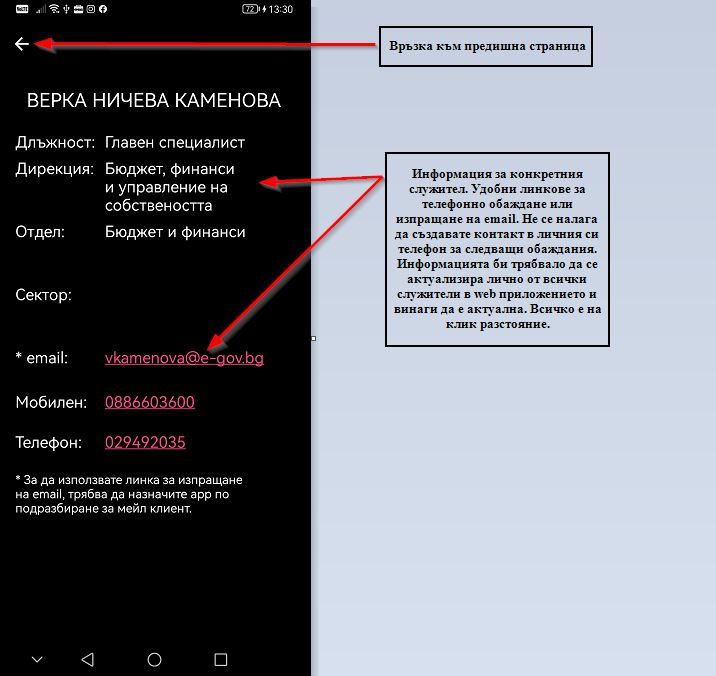 VoLTE
72
13:30
Връзка към предишна страница
ВЕРКА НИЧЕВА КАМЕНОВА
Длъжност: Главен специалист
Дирекция: Бюджет, финанси
и управление на
собствеността
Отдел: Бюджет и финанси
Сектор:
* email: vkamenova@e-gov.bg
Мобилен: 0886603600
Телефон: 029492035
* За да използвате линка за изпращане
на email, трябва да назначите app по
подразбиране за мейл клиент.
Информация за конкретния
служител. Удобни линкове за
телефонно обаждане или
изпращане на email. Не се налага
да създавате контакт в личния си
телефон за следващи обаждания.
Информацията би трябвало да се
актуализира лично от всички
служители в web приложението и
винаги да е актуална. Всичко е на
клик разстояние.